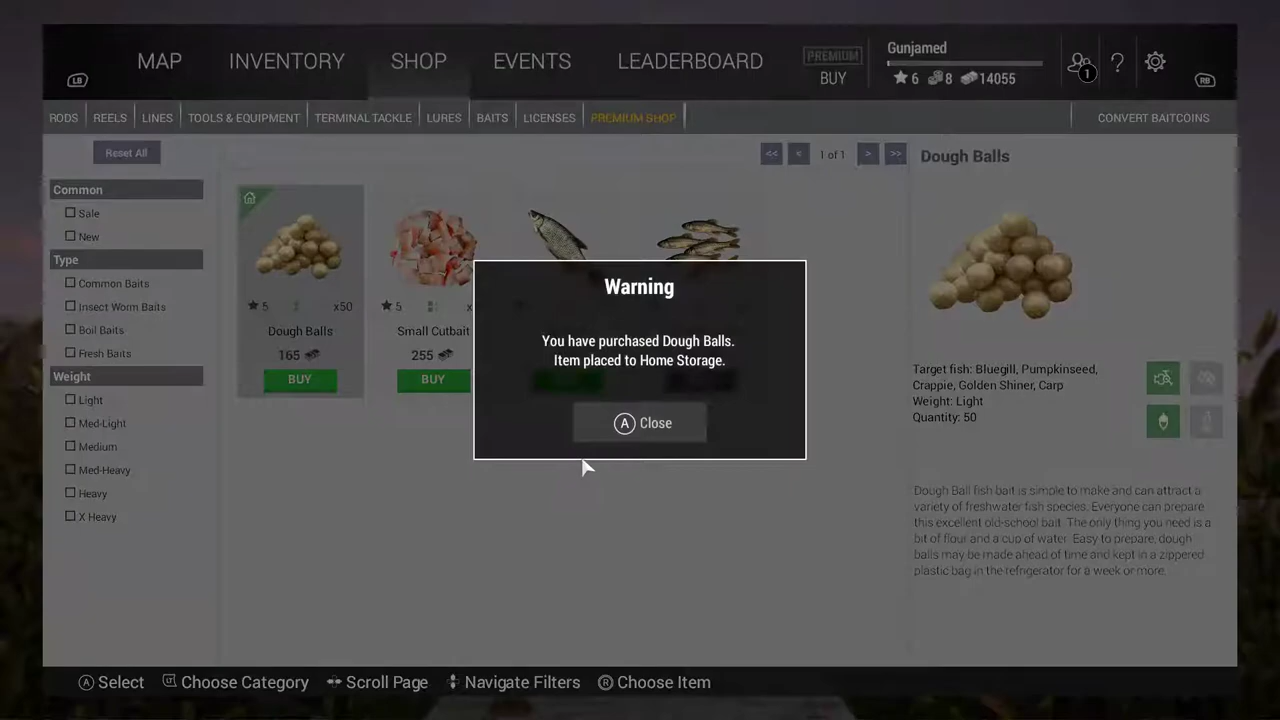 MAP
INVENTORY
SHOP
EVENTS
LEADERBOARD
PREMIUM
BUY
Gunjamed
6
8
14055
1
?
LB
RB
RODS
REELS
LINES
TOOLS & EQUIPMENT
TERMINAL TACKLE
LURES
BAITS
LICENSES
PREMIUM SHOP
CONVERT BAITCOINS
Reset All
<<
<
1 of 1
>
>>
Common
Sale
New
Type
Common Baits
Insect Worm Baits
Boil Baits
Fresh Baits
Weight
Light
Med-Light
Medium
Med-Heavy
Heavy
X Heavy
5
x50
Dough Balls
165
BUY
5
Small Cutbait
255
BUY
Warning
You have purchased Dough Balls.
Item placed to Home Storage.
A Close
Dough Balls
Target fish: Bluegill, Pumpkinseed,
Crappie, Golden Shiner, Carp
Weight: Light
Quantity: 50
Dough Ball fish bait is simple to make and can attract a
variety of freshwater fish species. Everyone can prepare
this excellent old-school bait. The only thing you need is a
bit of flour and a cup of water. Easy to prepare, dough
balls may be made ahead of time and kept in a zippered
plastic bag in the refrigerator for a week or more.
A Select
Choose Category
Scroll Page
Navigate Filters
R Choose Item